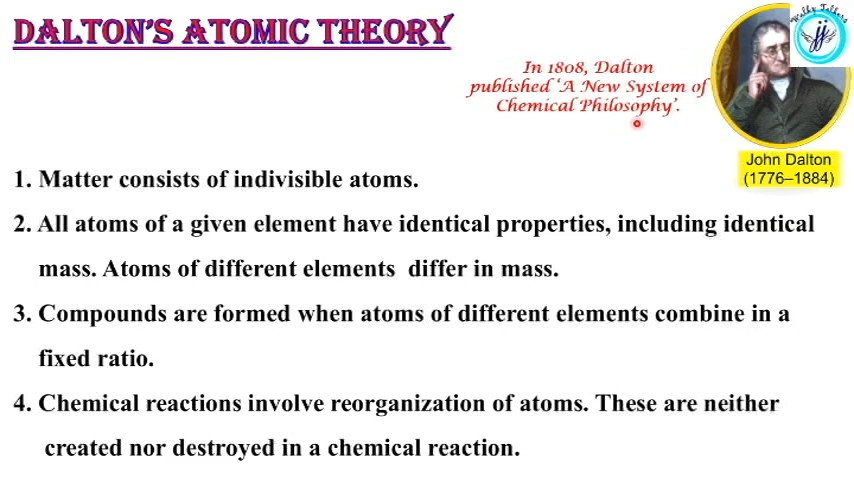 DALTON'S ATOMIC THEORY
Wally Talkers
jj
In 1808, Dalton
published 'A New System of
Chemical Philosophy'.
John Dalton
(1776–1884)
1. Matter consists of indivisible atoms.
2. All atoms of a given element have identical properties, including identical
mass. Atoms of different elements differ in mass.
3. Compounds are formed when atoms of different elements combine in a
fixed ratio.
4. Chemical reactions involve reorganization of atoms. These are neither
created nor destroyed in a chemical reaction.